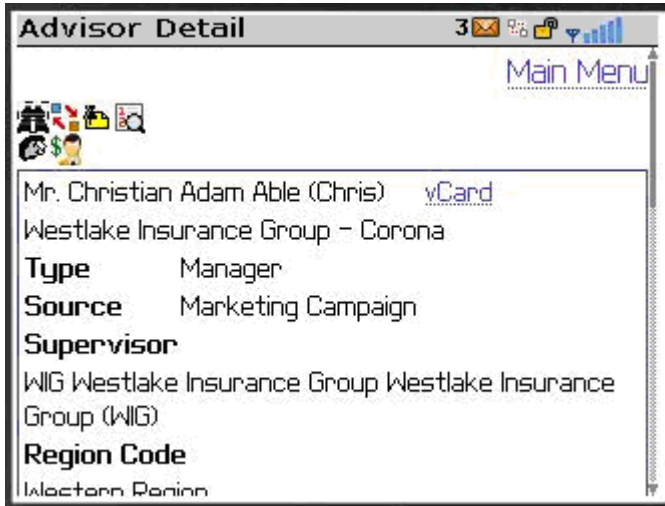 Advisor Detail 3
Main Menu
Mr. Christian Adam Able (Chris) vCard
Westlake Insurance Group - Corona
Type Manager
Source Marketing Campaign
Supervisor
WIG Westlake Insurance Group Westlake Insurance
Group (WIG)
Region Code
Western Region